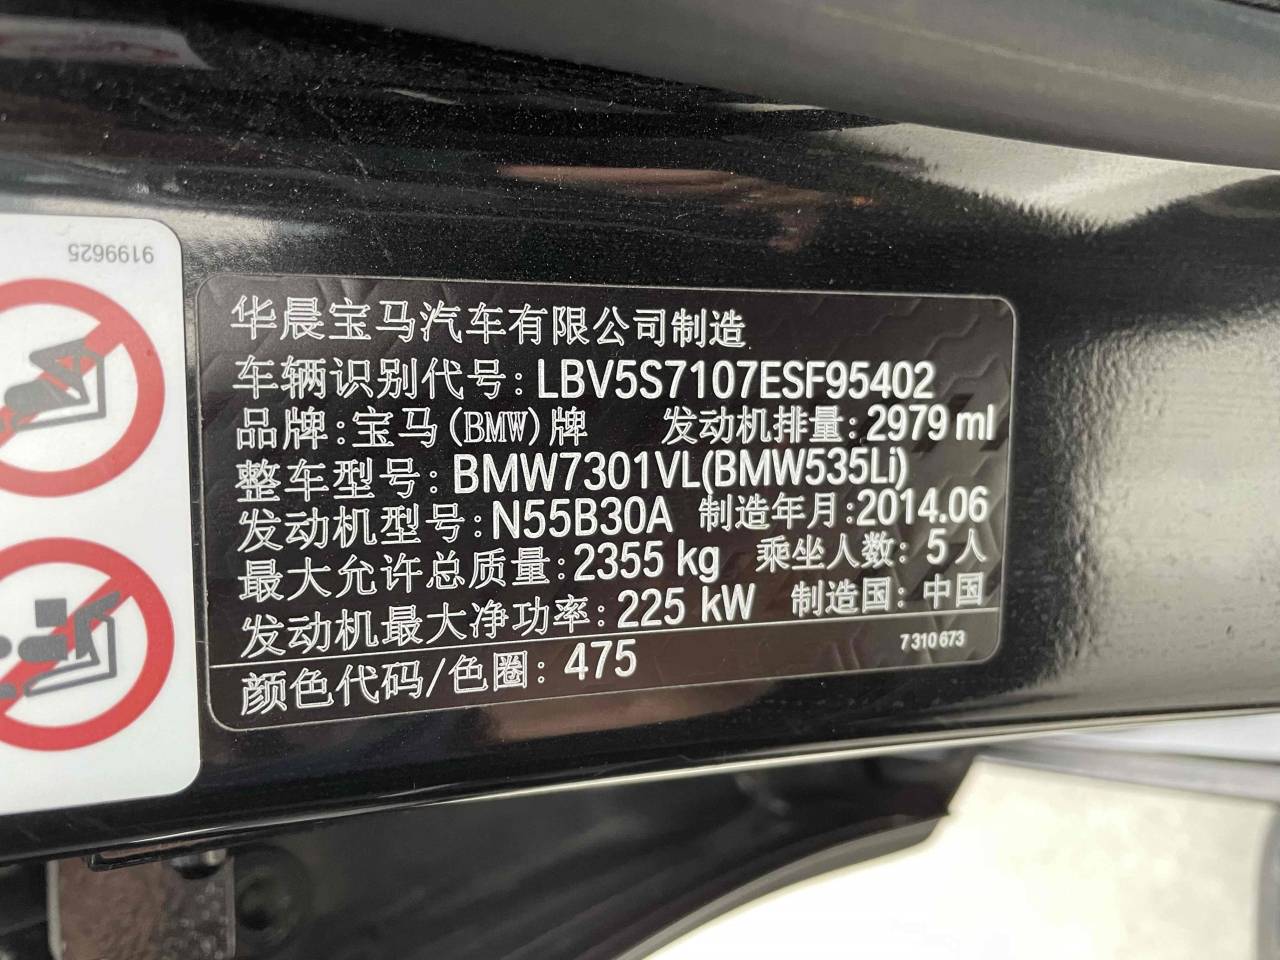 9199625
华晨宝马汽车有限公司制造
车辆识别代号: LBV5S7107ESF95402
品牌: 宝马(BMW)牌 发动机排量: 2979 ml
整车型号: BMW7301VL(BMW535Li)
发动机型号: N55B30A 制造年月: 2014.06
最大允许总质量: 2355 kg 乘坐人数: 5 人
发动机最大净功率: 225 kW 制造国: 中国
颜色代码/色圈: 475 7 310 673